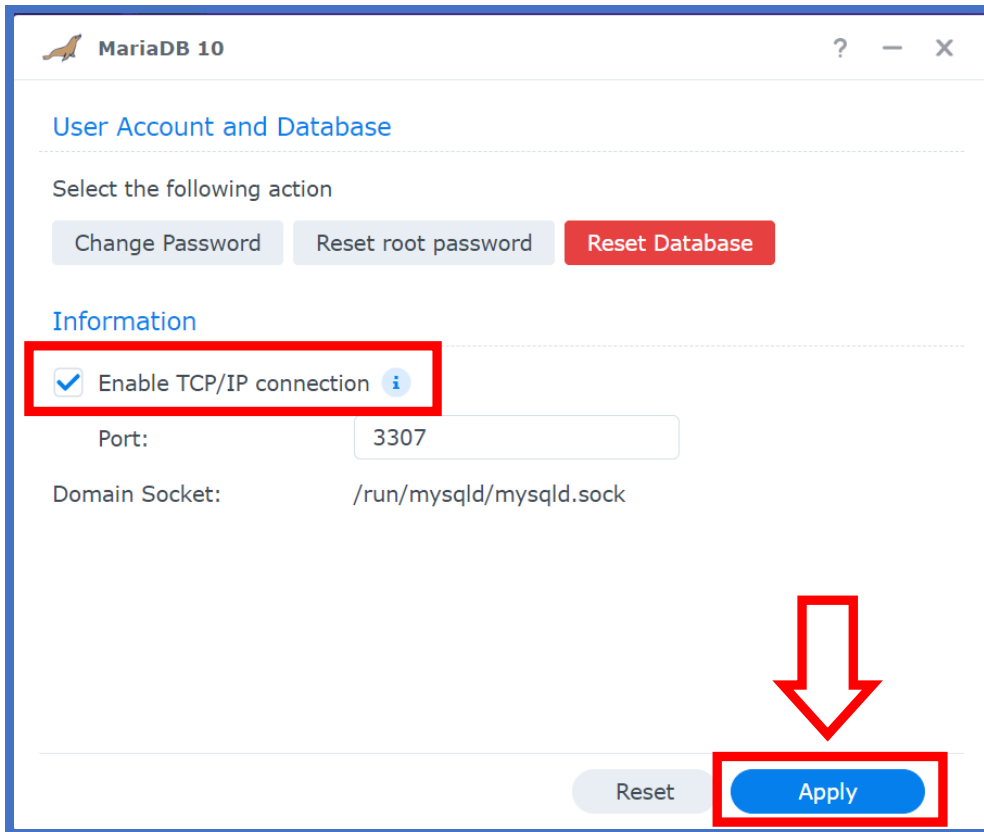 MariaDB 10
User Account and Database
Select the following action
Change Password Reset root password Reset Database
Information
Enable TCP/IP connection
Port: 3307
Domain Socket: /run/mysqld/mysqld.sock
Reset Apply